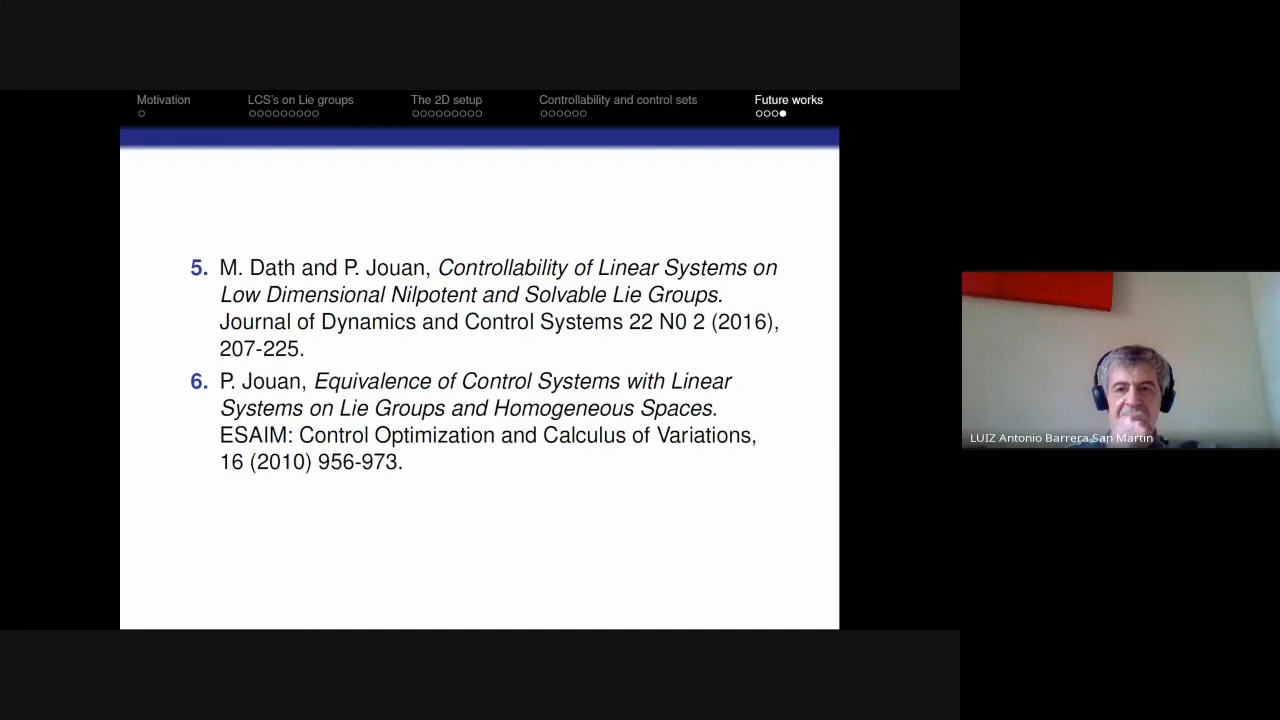 Motivation
LCS's on Lie groups
The 2D setup
Controllability and control sets
Future works
5. M. Dath and P. Jouan, Controllability of Linear Systems on
Low Dimensional Nilpotent and Solvable Lie Groups.
Journal of Dynamics and Control Systems 22 N0 2 (2016),
207-225.
6. P. Jouan, Equivalence of Control Systems with Linear
Systems on Lie Groups and Homogeneous Spaces.
ESAIM: Control Optimization and Calculus of Variations,
16 (2010) 956-973.
LUIZ Antonio Barrera San Martin